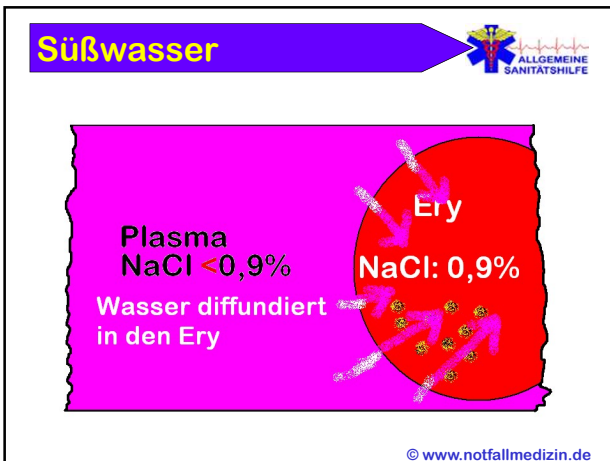 Süßwasser
ALLGEMEINE
SANITÄTSHILFE
Ery
Plasma
NaCl <0,9%
NaCl: 0,9%
Wasser diffundiert
in den Ery
© www.notfallmedizin.de